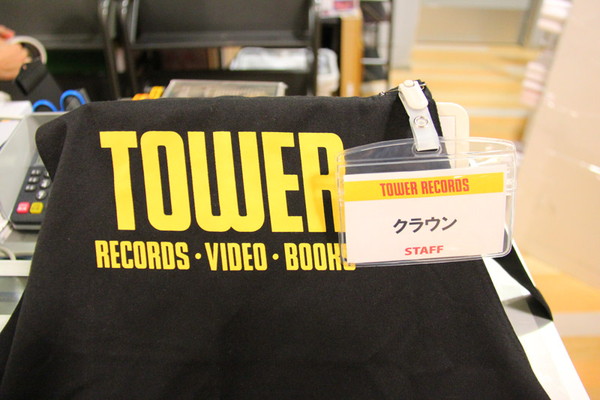 TOWER
RECORDS・VIDEO・BOOKS
TOWER RECORDS
クラウン
STAFF